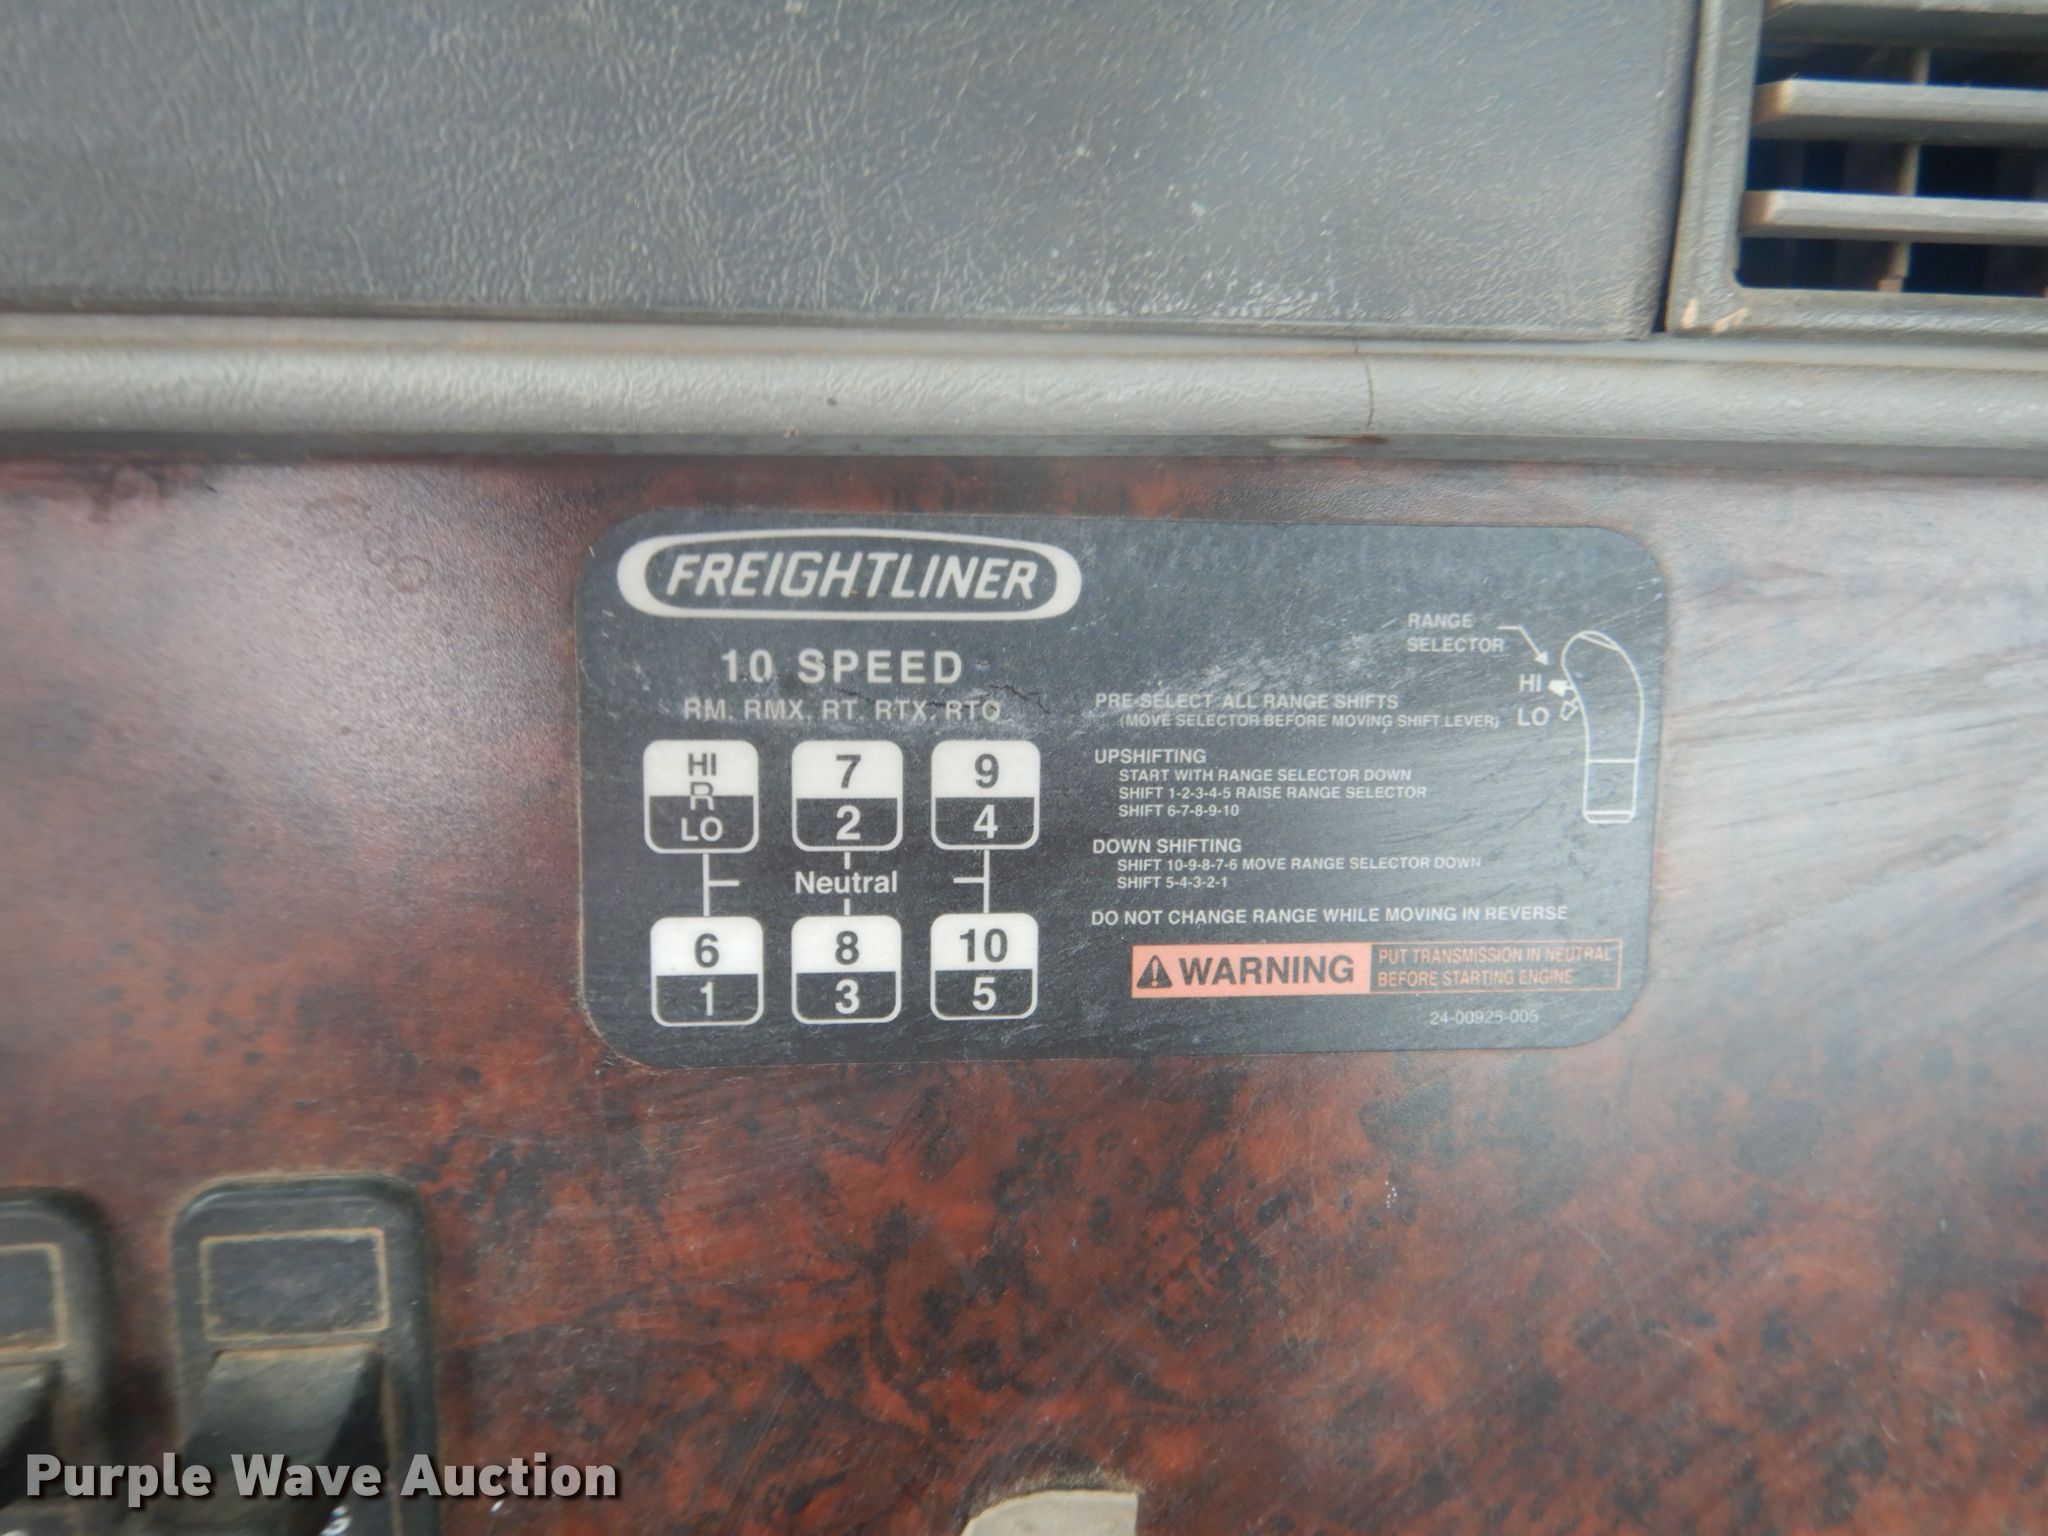 FREIGHTLINER
10 SPEED
RM, RMX, RT, RTX, RTO
HI
R
LO
7
2
9
4
Neutral
6
1
8
3
10
5
RANGE
SELECTOR
HI
LO
PRE-SELECT ALL RANGE SHIFTS
(MOVE SELECTOR BEFORE MOVING SHIFT LEVER)
UPSHIFTING
START WITH RANGE SELECTOR DOWN
SHIFT 1-2-3-4-5 RAISE RANGE SELECTOR
SHIFT 6-7-8-9-10
DOWN SHIFTING
SHIFT 10-9-8-7-6 MOVE RANGE SELECTOR DOWN
SHIFT 5-4-3-2-1
DO NOT CHANGE RANGE WHILE MOVING IN REVERSE
WARNING
PUT TRANSMISSION IN NEUTRAL
BEFORE STARTING ENGINE
24-00925-005
Purple Wave Auction